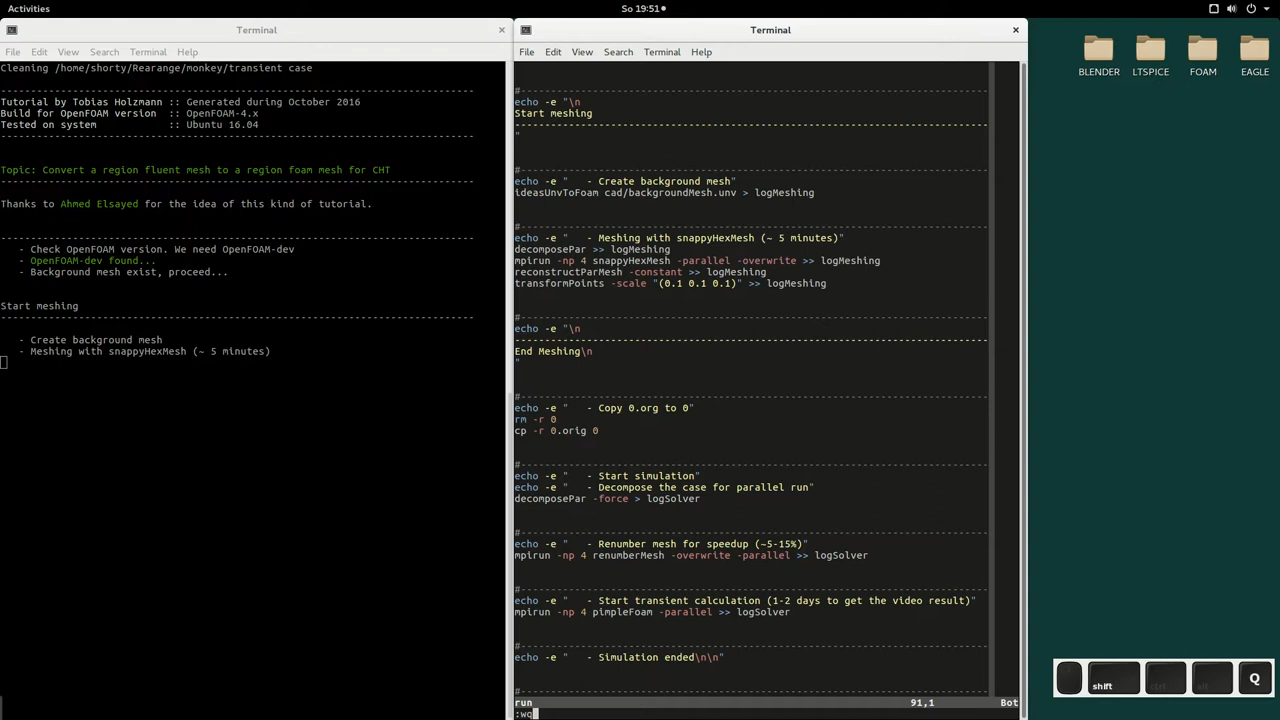 Activities
So 19:51
Terminal
File Edit View Search Terminal Help
Cleaning /home/shorty/Rearrange/monkey/transient case
--------------------------------------------------------------------------------
Tutorial by Tobias Holzmann :: Generated during October 2016
Build for OpenFOAM version :: OpenFOAM-4.x
Tested on system :: Ubuntu 16.04
--------------------------------------------------------------------------------
Topic: Convert a region fluent mesh to a region foam mesh for CHT
--------------------------------------------------------------------------------
Thanks to Ahmed Elsayed for the idea of this kind of tutorial.
--------------------------------------------------------------------------------
- Check OpenFOAM version. We need OpenFOAM-dev
- OpenFOAM-dev found...
- Background mesh exist, proceed...
Start meshing
--------------------------------------------------------------------------------
- Create background mesh
- Meshing with snappyHexMesh (~ 5 minutes)
Terminal
File Edit View Search Terminal Help
#-------------------------------------------------------------------------------
echo -e "\n
Start meshing
--------------------------------------------------------------------------------
"
#-------------------------------------------------------------------------------
echo -e "   - Create background mesh"
ideasUnvToFoam cad/backgroundMesh.unv > logMeshing
#-------------------------------------------------------------------------------
echo -e "   - Meshing with snappyHexMesh (~ 5 minutes)"
decomposePar >> logMeshing
mpirun -np 4 snappyHexMesh -parallel -overwrite >> logMeshing
reconstructParMesh -constant >> logMeshing
transformPoints -scale "(0.1 0.1 0.1)" >> logMeshing
#-------------------------------------------------------------------------------
echo -e "\n
--------------------------------------------------------------------------------
End Meshing\n
"
#-------------------------------------------------------------------------------
echo -e "   - Copy 0.org to 0"
rm -r 0
cp -r 0.orig 0
#-------------------------------------------------------------------------------
echo -e "   - Start simulation"
echo -e "   - Decompose the case for parallel run"
decomposePar -force > logSolver
#-------------------------------------------------------------------------------
echo -e "   - Renumber mesh for speedup (~5-15%)"
mpirun -np 4 renumberMesh -overwrite -parallel >> logSolver
#-------------------------------------------------------------------------------
echo -e "   - Start transient calculation (1-2 days to get the video result)"
mpirun -np 4 pimpleFoam -parallel >> logSolver
#-------------------------------------------------------------------------------
echo -e "   - Simulation ended\n\n"
#-------------------------------------------------------------------------------
run 91,1 Bot
:wq
BLENDER LTSPICE FOAM EAGLE
shift ctrl alt Q